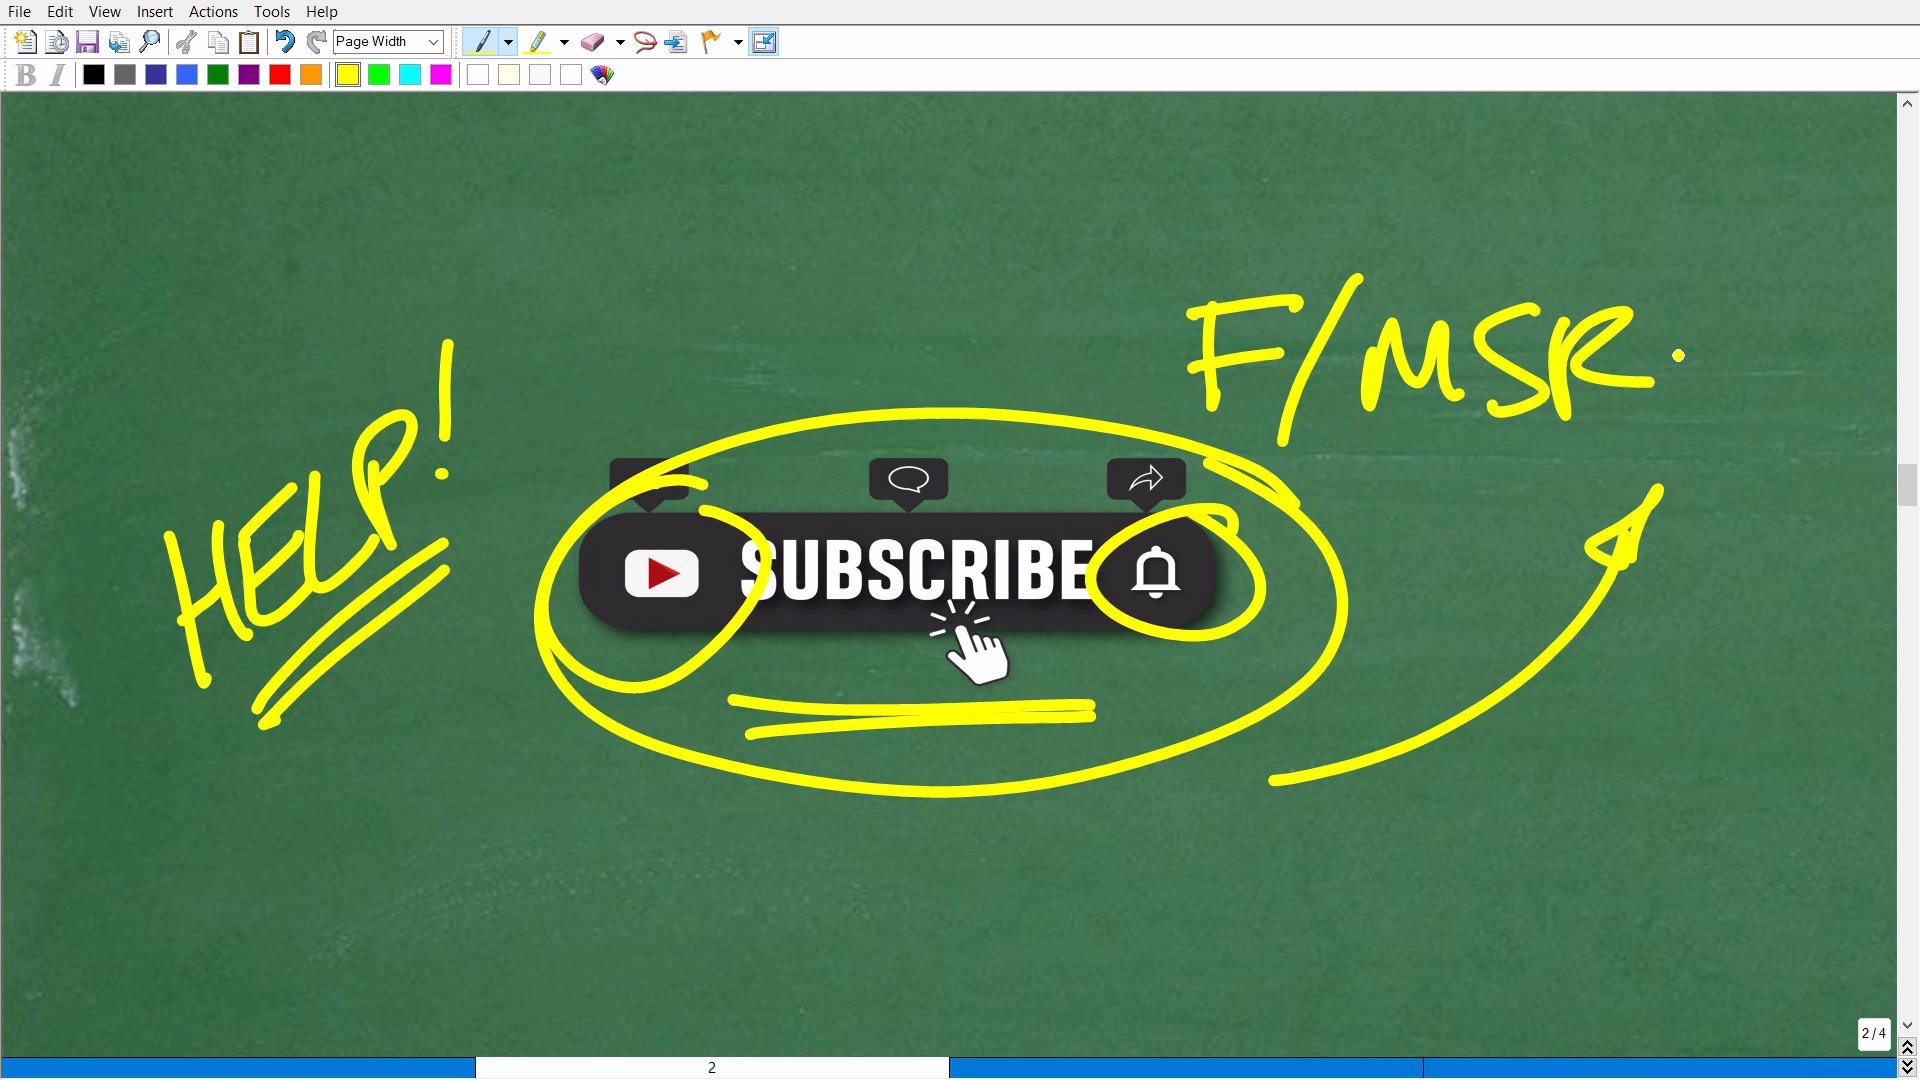 File Edit View Insert Actions Tools Help
Page Width
B I
F/MSR
HELP!
SUBSCRIBE
2 / 4
2